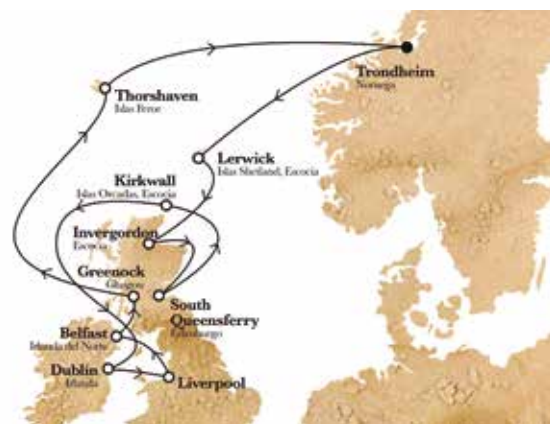 Trondheim
Noruega
Thorshaven
Islas Feroe
Lerwick
Islas Shetland, Escocia
Kirkwall
Islas Orcadas, Escocia
Invergordon
Escocia
Greenock
Glasgow
South
Queensferry
Edimburgo
Belfast
Irlanda del Norte
Dublín
Irlanda
Liverpool